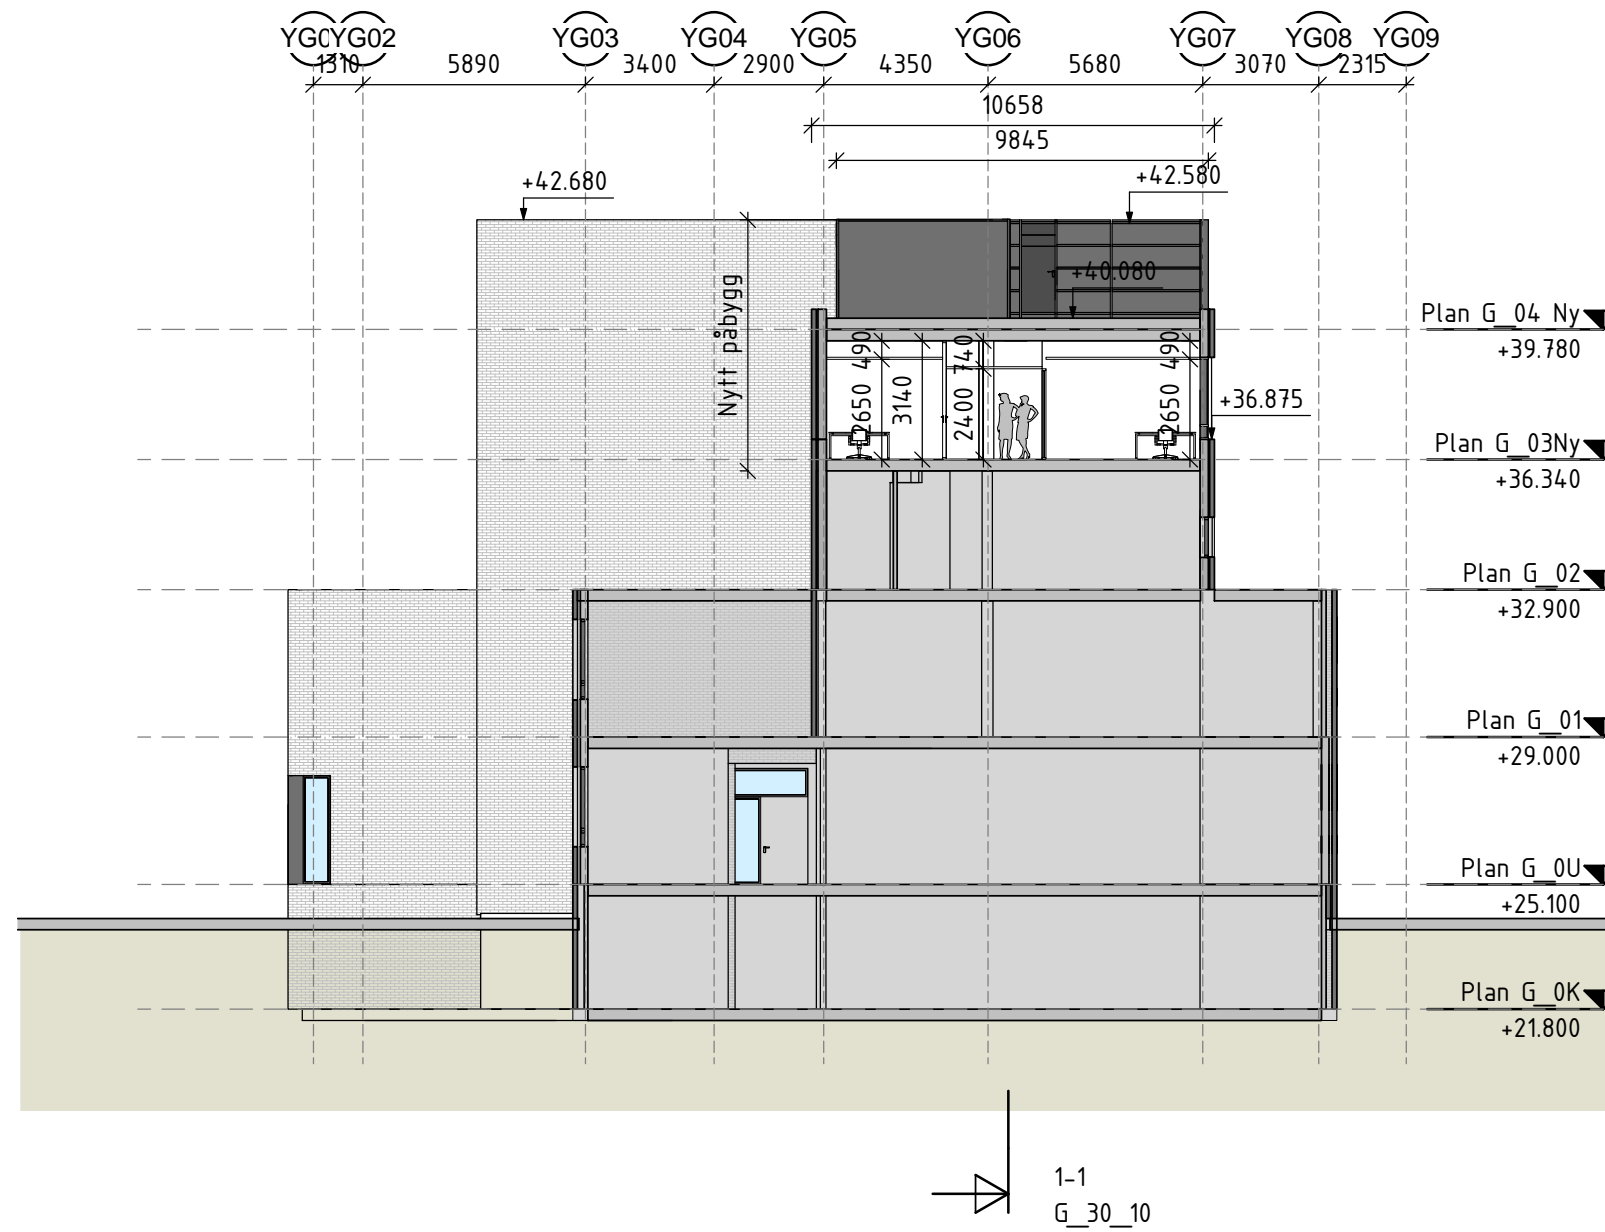 YG0 YG02 YG03 YG04 YG05 YG06 YG07 YG08 YG09
1310 5890 3400 2900 4350 5680 3070 2315
10658
9845
+42.680
+42.580
+40.080
Nytt påbygg
Plan G_04 Ny
+39.780
490
740
490
2650
3140
2400
2650
+36.875
Plan G_03Ny
+36.340
Plan G_02
+32.900
Plan G_01
+29.000
Plan G_0U
+25.100
Plan G_0K
+21.800
1-1
G_30_10